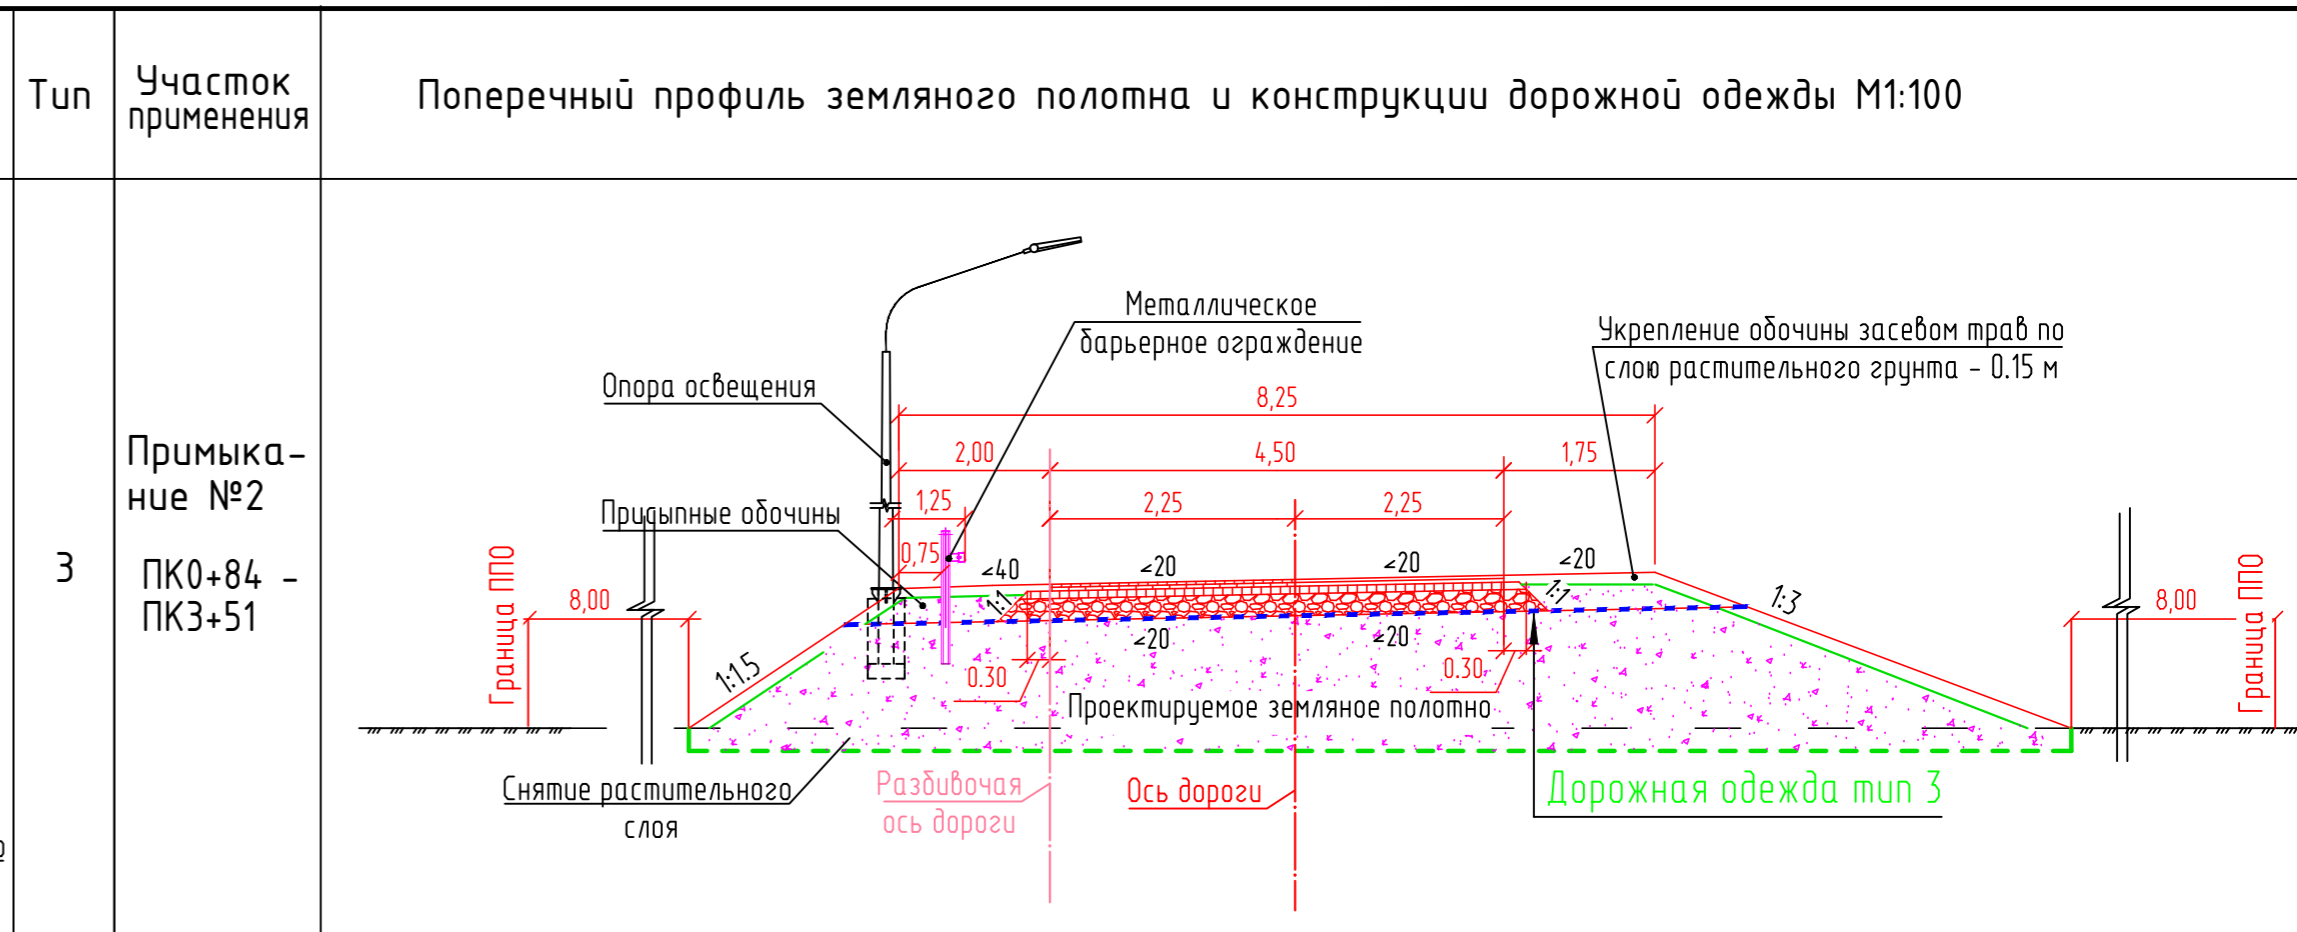 Тип
Участок
применения
Поперечный профиль земляного полотна и конструкции дорожной одежды М1:100
3
Примыка-
ние №2
ПК0+84 -
ПК3+51
Металлическое
барьерное ограждение
Укрепление обочины засевом трав по
слою растительного грунта - 0.15 м
Опора освещения
8,25
2,00
4,50
1,75
Присыпные обочины
1,25
2,25
2,25
0,75
<40
<20
<20
<20
Граница ППО
8,00
1:1
1:1
1:3
8,00
Граница ППО
<20
<20
1:1.5
0.30
0.30
Проектируемое земляное полотно
Снятие растительного
слоя
Разбивочая
ось дороги
Ось дороги
Дорожная одежда тип 3